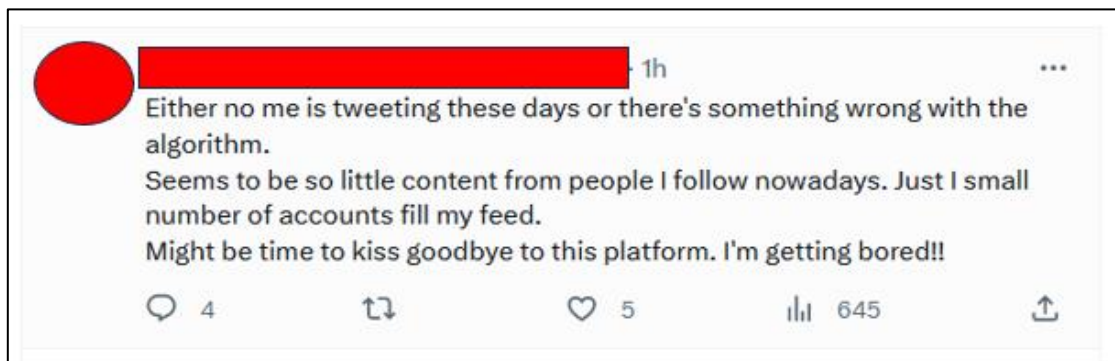 1h
Either no me is tweeting these days or there's something wrong with the
algorithm.
Seems to be so little content from people I follow nowadays. Just I small
number of accounts fill my feed.
Might be time to kiss goodbye to this platform. I'm getting bored!!
4 5 645